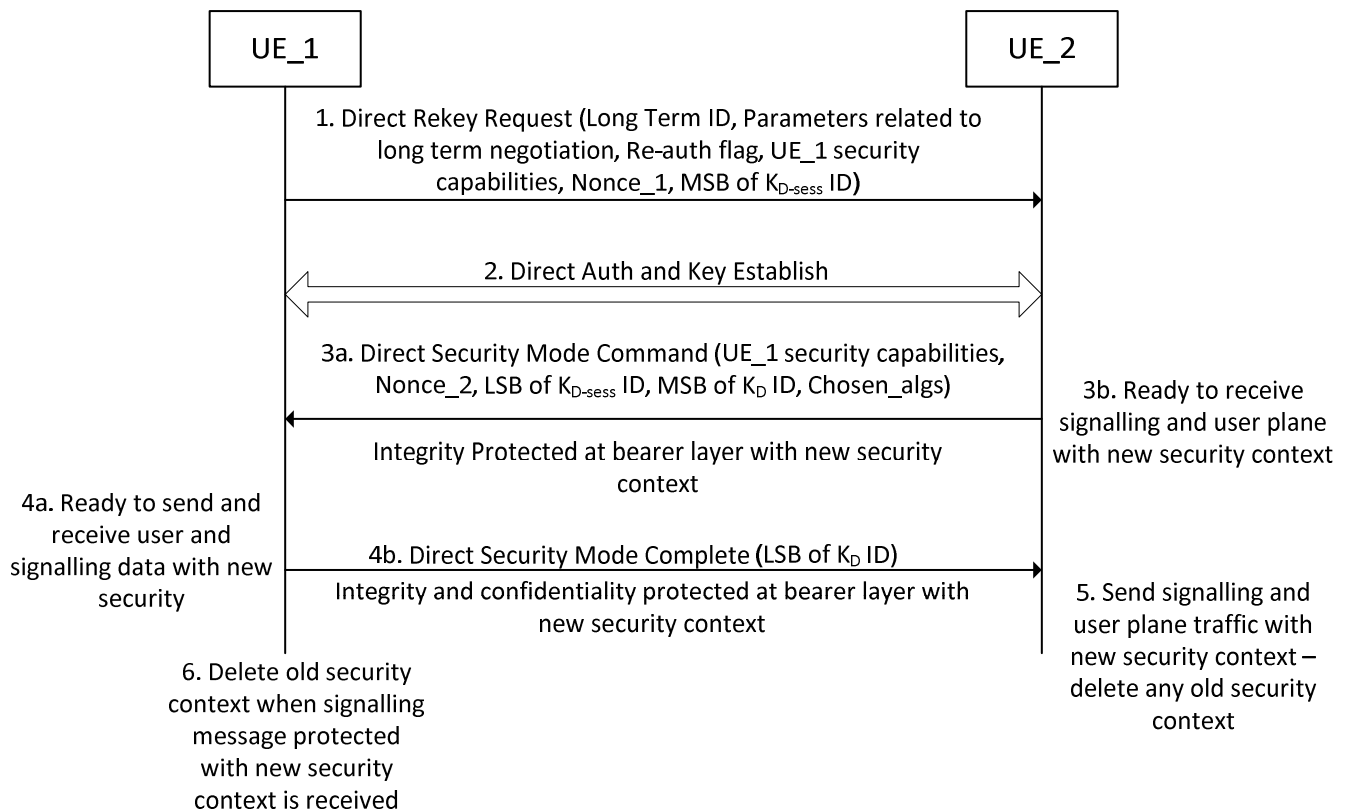 UE_1
UE_2
1. Direct Rekey Request (Long Term ID, Parameters related to
long term negotiation, Re-auth flag, UE_1 security
capabilities, Nonce_1, MSB of KD-sess ID)
2. Direct Auth and Key Establish
3a. Direct Security Mode Command (UE_1 security capabilities,
Nonce_2, LSB of KD-sess ID, MSB of KD ID, Chosen_algs)
Integrity Protected at bearer layer with new security
context
3b. Ready to receive
signalling and user plane
with new security context
4a. Ready to send and
receive user and
signalling data with new
security
4b. Direct Security Mode Complete (LSB of KD ID)
Integrity and confidentiality protected at bearer layer with
new security context
5. Send signalling and
user plane traffic with
new security context –
delete any old security
context
6. Delete old security
context when signalling
message protected
with new security
context is received